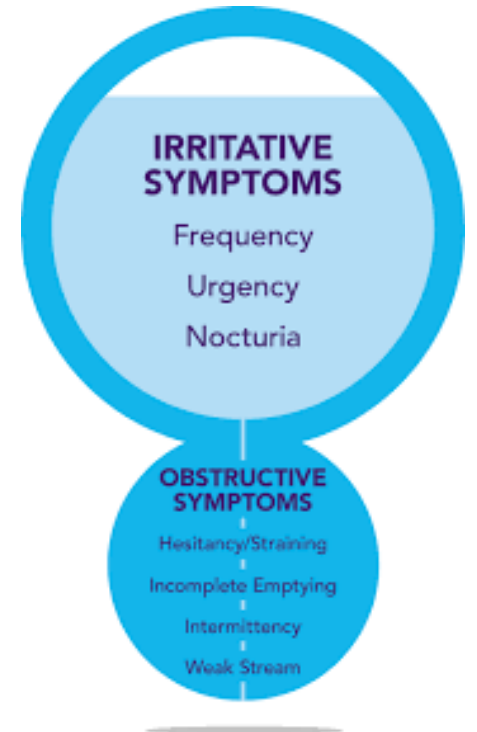 IRRITATIVE
SYMPTOMS
Frequency
Urgency
Nocturia
OBSTRUCTIVE
SYMPTOMS
Hesitancy/Straining
Incomplete Emptying
Intermittency
Weak Stream